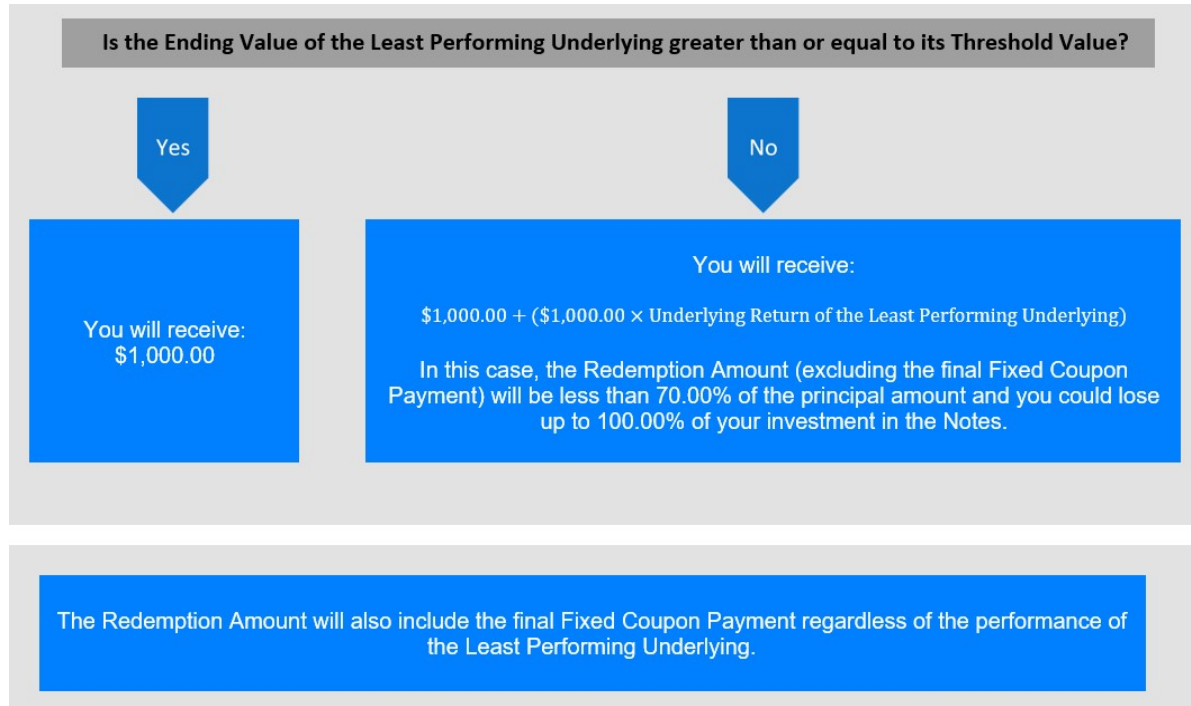 Is the Ending Value of the Least Performing Underlying greater than or equal to its Threshold Value?
Yes
No
You will receive:
$1,000.00
You will receive:
$1,000.00 + ($1,000.00 × Underlying Return of the Least Performing Underlying)
In this case, the Redemption Amount (excluding the final Fixed Coupon
Payment) will be less than 70.00% of the principal amount and you could lose
up to 100.00% of your investment in the Notes.
The Redemption Amount will also include the final Fixed Coupon Payment regardless of the performance of
the Least Performing Underlying.